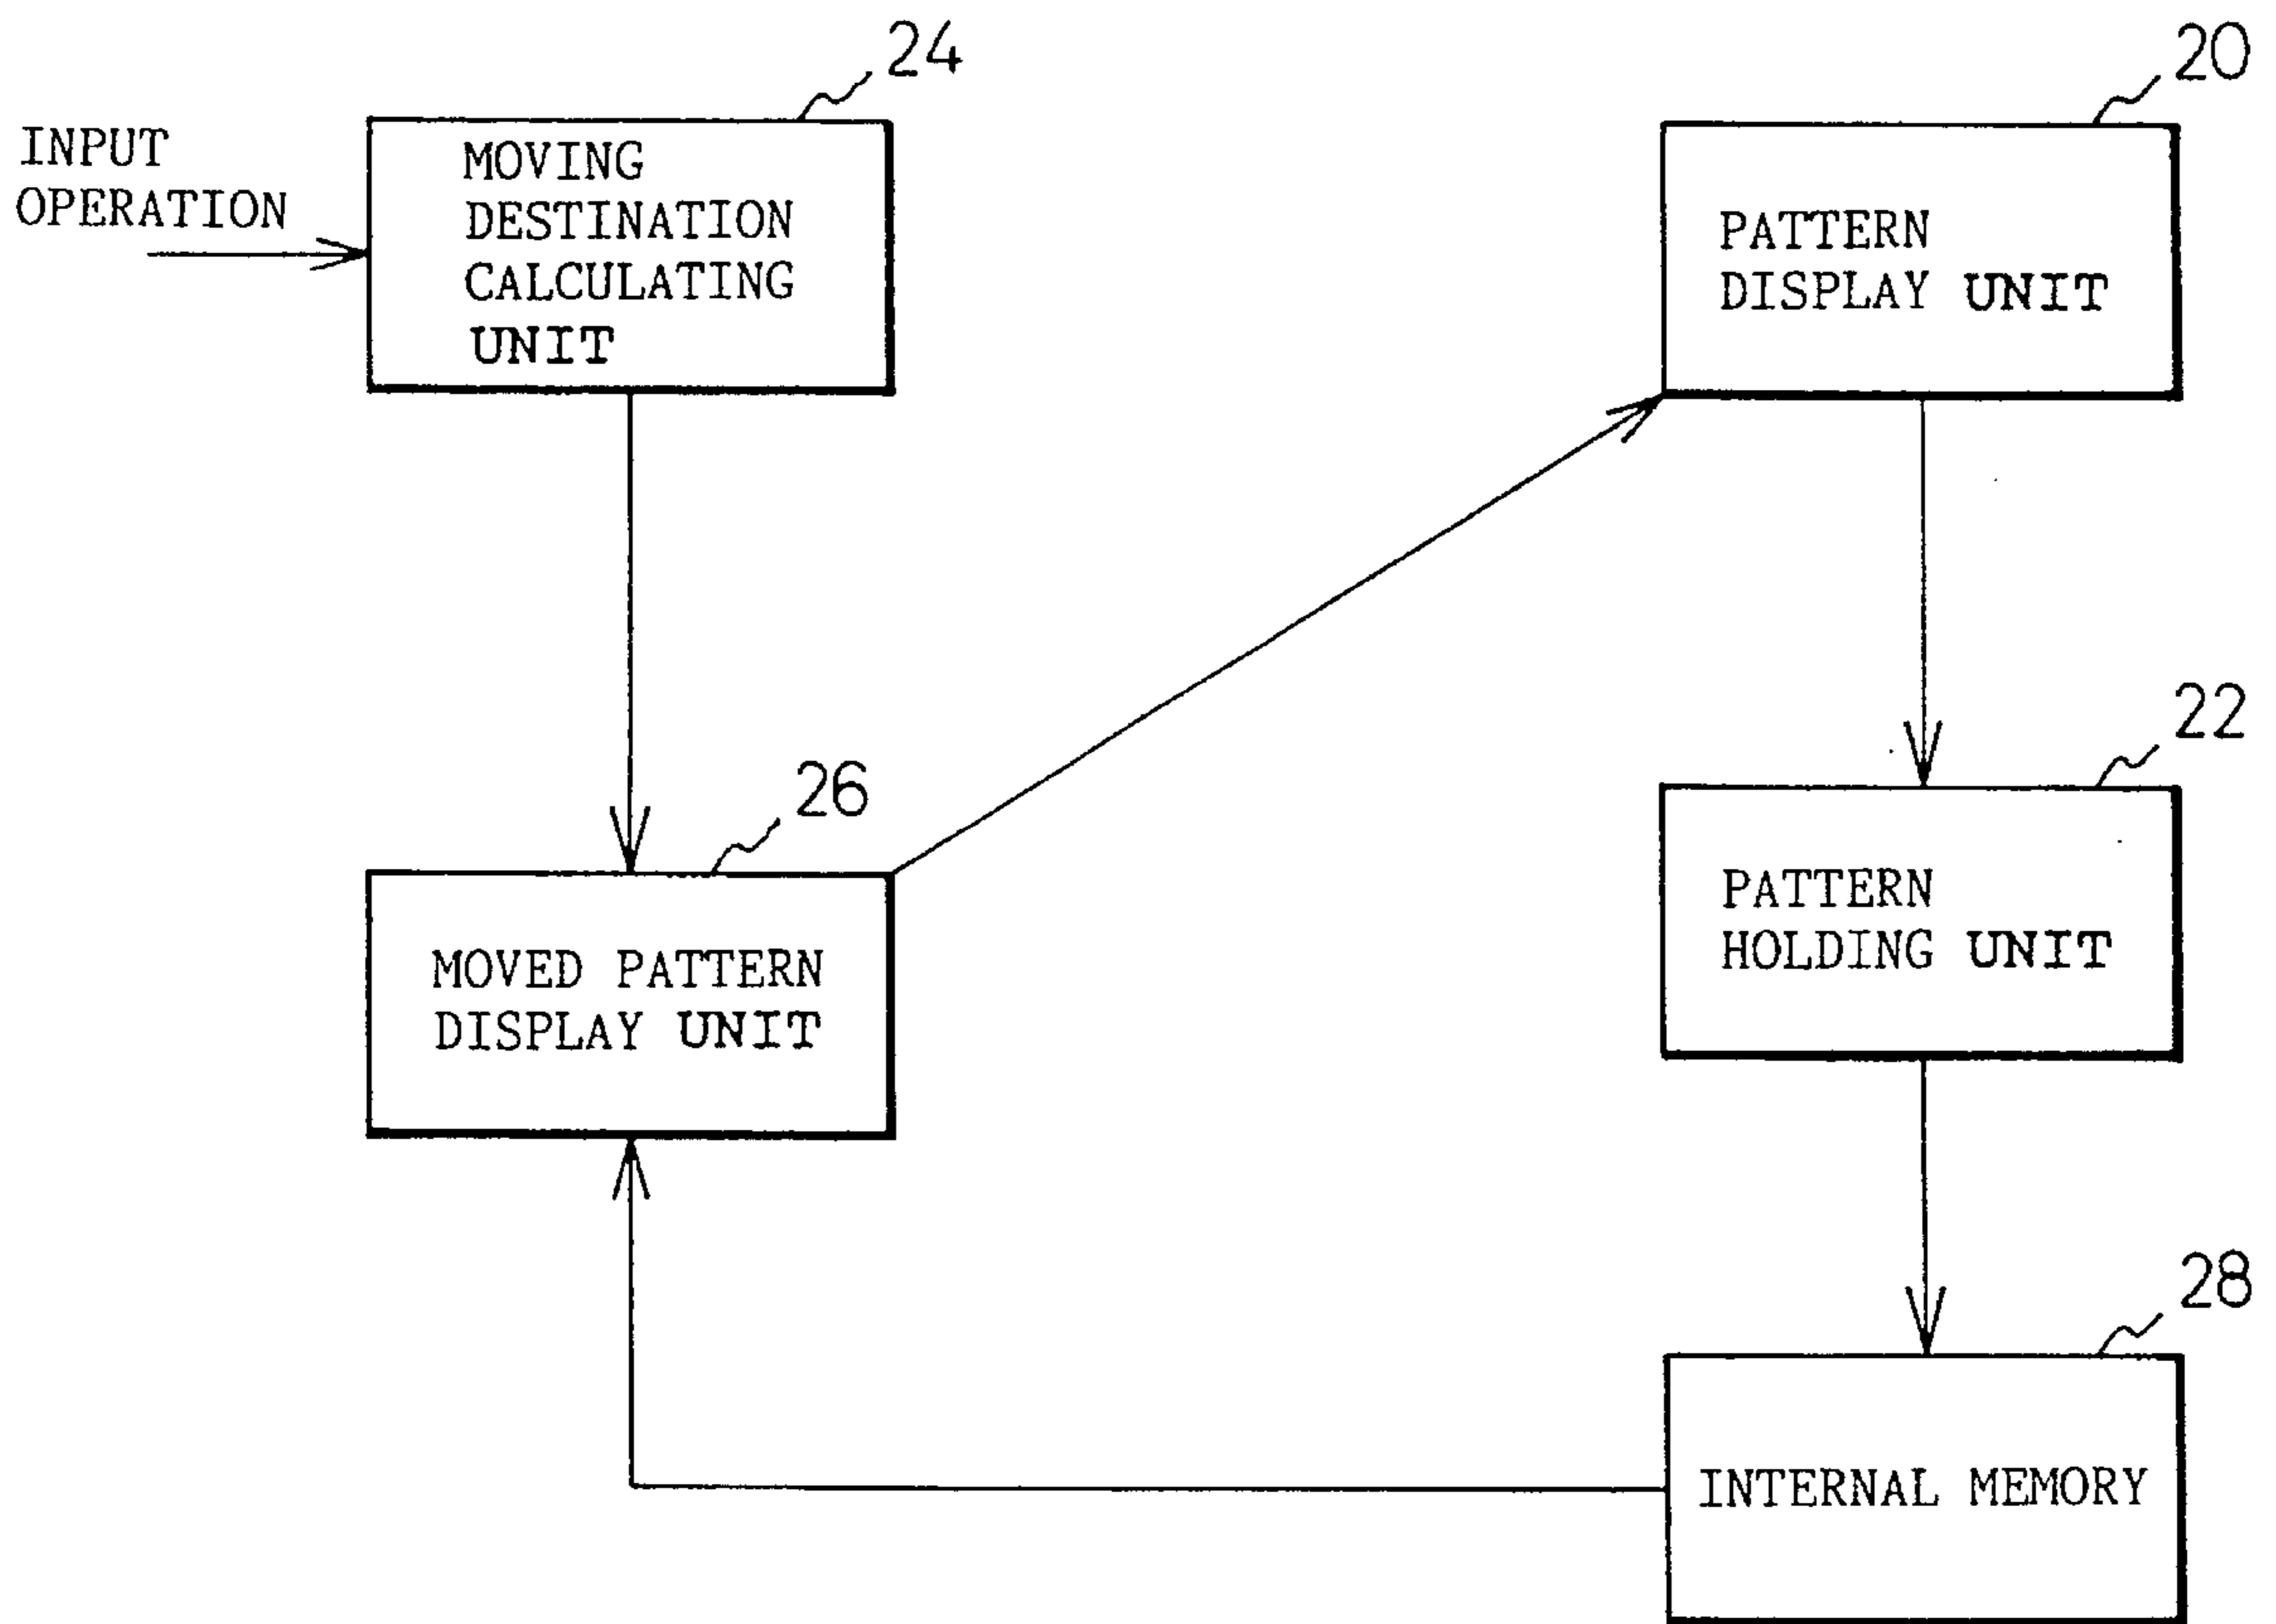 24
20
INPUT
OPERATION
MOVING
DESTINATION
CALCULATING
UNIT
PATTERN
DISPLAY UNIT
26
22
MOVED PATTERN
DISPLAY UNIT
PATTERN
HOLDING UNIT
28
INTERNAL MEMORY